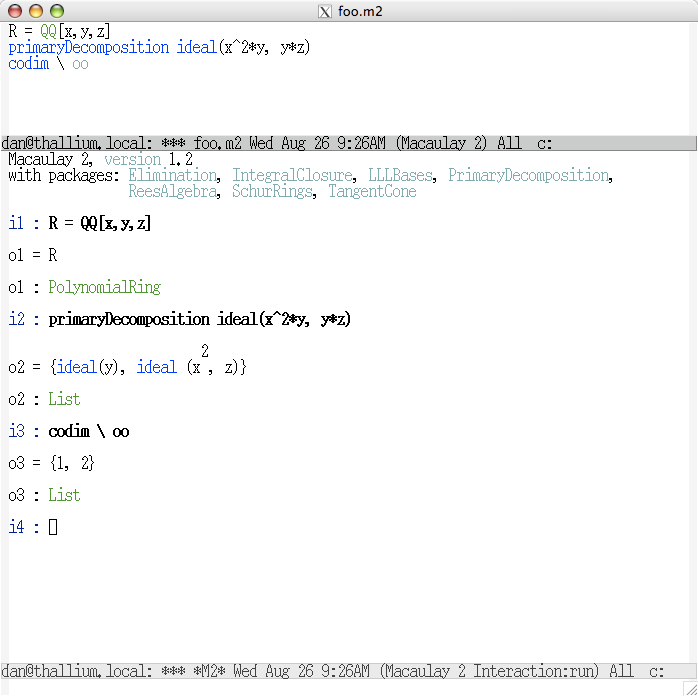 foo.m2
R = QQ[x,y,z]
primaryDecomposition ideal(x^2*y, y*z)
codim \ oo
dan@thallium.local: *** foo.m2 Wed Aug 26 9:26AM (Macaulay 2) All  c:
Macaulay 2, version 1.2
with packages: Elimination, IntegralClosure, LLLBases, PrimaryDecomposition,
ReesAlgebra, SchurRings, TangentCone
i1 : R = QQ[x,y,z]
o1 = R
o1 : PolynomialRing
i2 : primaryDecomposition ideal(x^2*y, y*z)
2
o2 = {ideal(y), ideal (x , z)}
o2 : List
i3 : codim \ oo
o3 = {1, 2}
o3 : List
i4 :
dan@thallium.local: *** *M2* Wed Aug 26 9:26AM (Macaulay 2 Interaction:run) All  c: